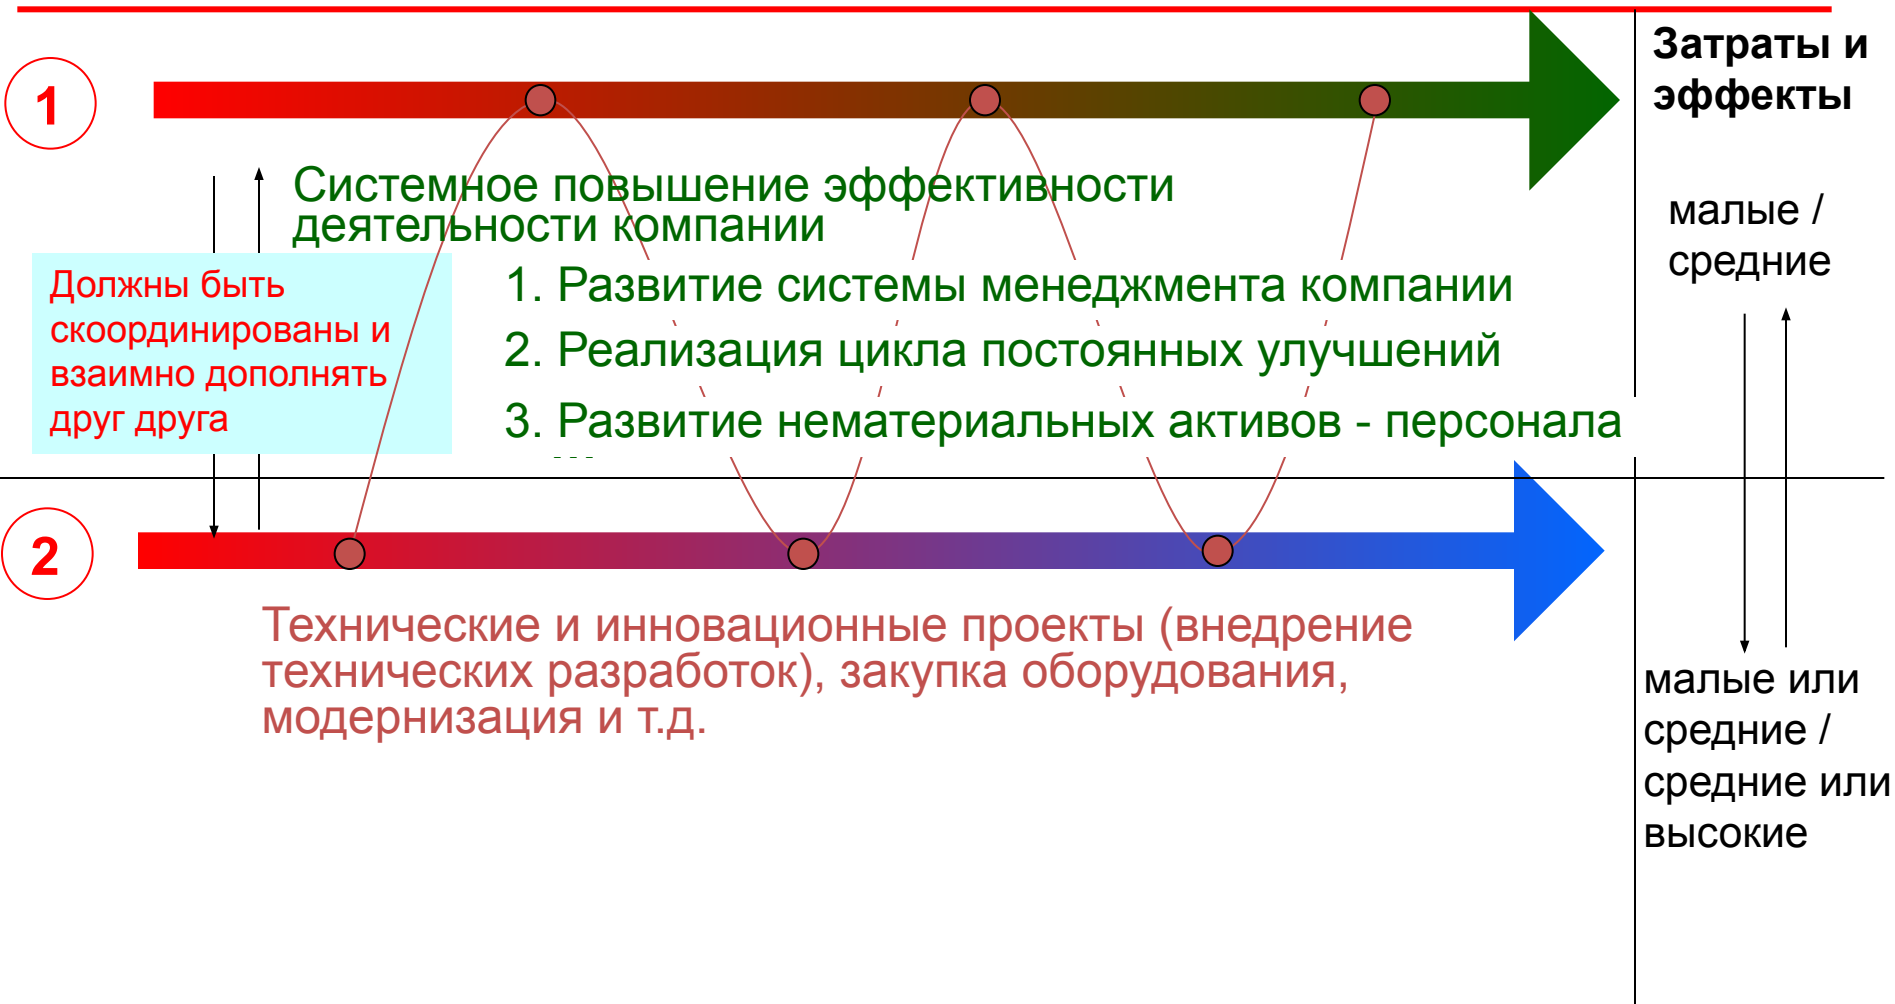 Затраты и
эффекты
1
Системное повышение эффективности
деятельности компании
малые /
средние
Должны быть
скоординированы и
взаимно дополнять
друг друга
1. Развитие системы менеджмента компании
2. Реализация цикла постоянных улучшений
3. Развитие нематериальных активов - персонала
2
Технические и инновационные проекты (внедрение
технических разработок), закупка оборудования,
модернизация и т.д.
малые или
средние /
средние или
высокие